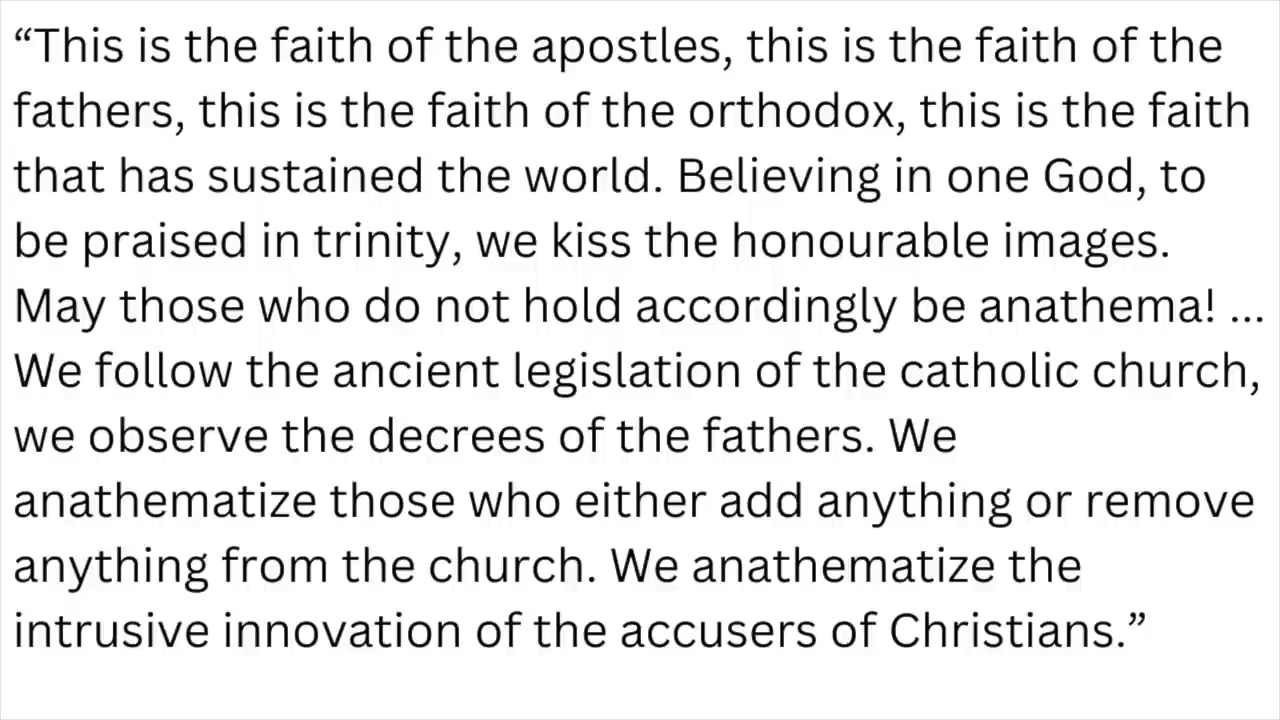 “This is the faith of the apostles, this is the faith of the
fathers, this is the faith of the orthodox, this is the faith
that has sustained the world. Believing in one God, to
be praised in trinity, we kiss the honourable images.
May those who do not hold accordingly be anathema! ...
We follow the ancient legislation of the catholic church,
we observe the decrees of the fathers. We
anathematize those who either add anything or remove
anything from the church. We anathematize the
intrusive innovation of the accusers of Christians.”